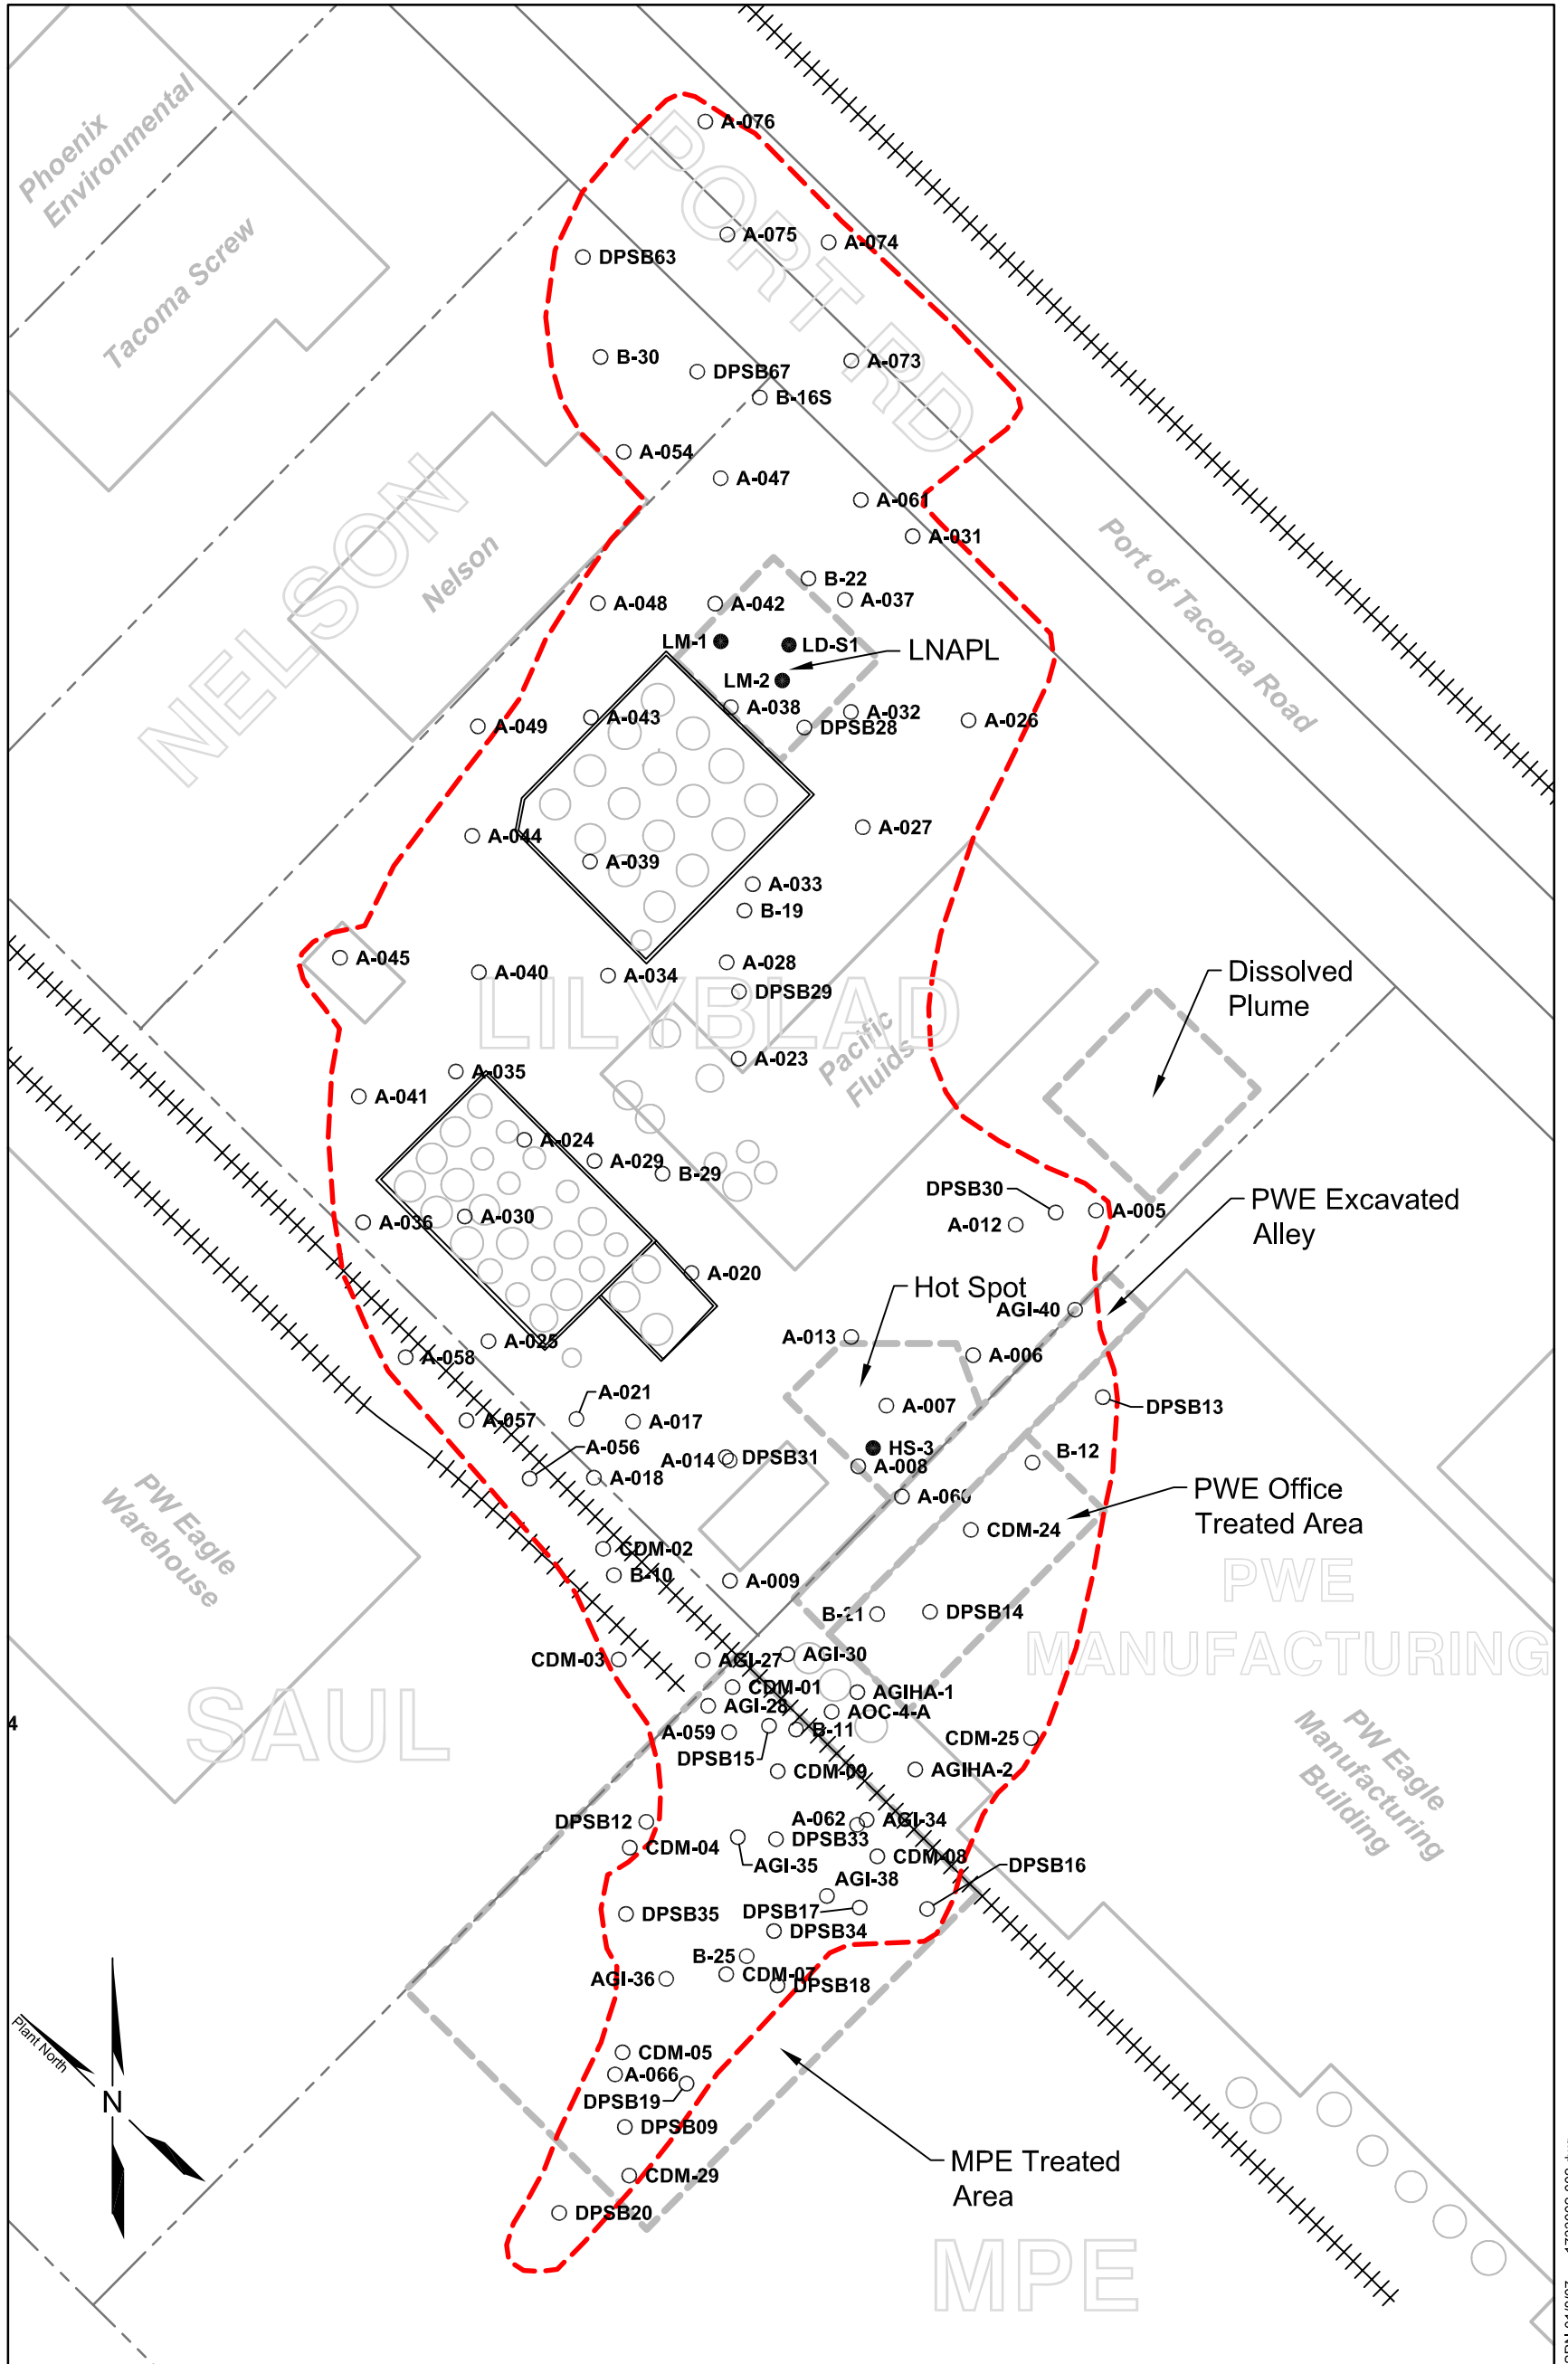 A-076
PORT RD
Phoenix
Environmental
Tacoma Screw
A-075
A-074
DPSB63
B-30
DPSB67
A-073
B-16S
A-054
A-047
A-061
A-031
Port of Tacoma Road
NELSON
Nelson
B-22
A-048
A-042
A-037
LM-1
LD-S1
LNAPL
LM-2
A-038
A-032
A-043
A-026
A-049
DPSB28
A-027
A-044
A-039
A-033
B-19
A-045
A-040
A-034
A-028
DPSB29
LILYBLAD
Dissolved
Plume
Pacific
Fluids
A-023
A-035
A-041
A-024
A-029
B-29
DPSB30
A-005
A-012
PWE Excavated
Alley
A-036
A-030
A-020
Hot Spot
AGI-40
A-013
A-025
A-058
A-006
A-021
A-007
A-057
A-017
DPSB13
A-056
HS-3
B-12
A-014
DPSB31
A-008
A-018
PWE Office
Treated Area
A-060
CDM-24
PW Eagle
Warehouse
CDM-02
B-10
A-009
PWE
MANUFACTURING
B-21
DPSB14
CDM-03
AGI-27
AGI-30
CDM-01
AGIHA-1
SAUL
AGI-28
AOC-4-A
4
A-059
B-11
CDM-25
DPSB15
CDM-09
AGIHA-2
PW Eagle
Manufacturing
Building
DPSB12
A-062
AGI-34
DPSB33
CDM-04
CDM-08
AGI-35
DPSB16
AGI-38
DPSB17
DPSB35
DPSB34
B-25
AGI-36
CDM-07
DPSB18
Plant North
N
CDM-05
A-066
DPSB19
DPSB09
MPE Treated
Area
CDM-29
DPSB20
MPE